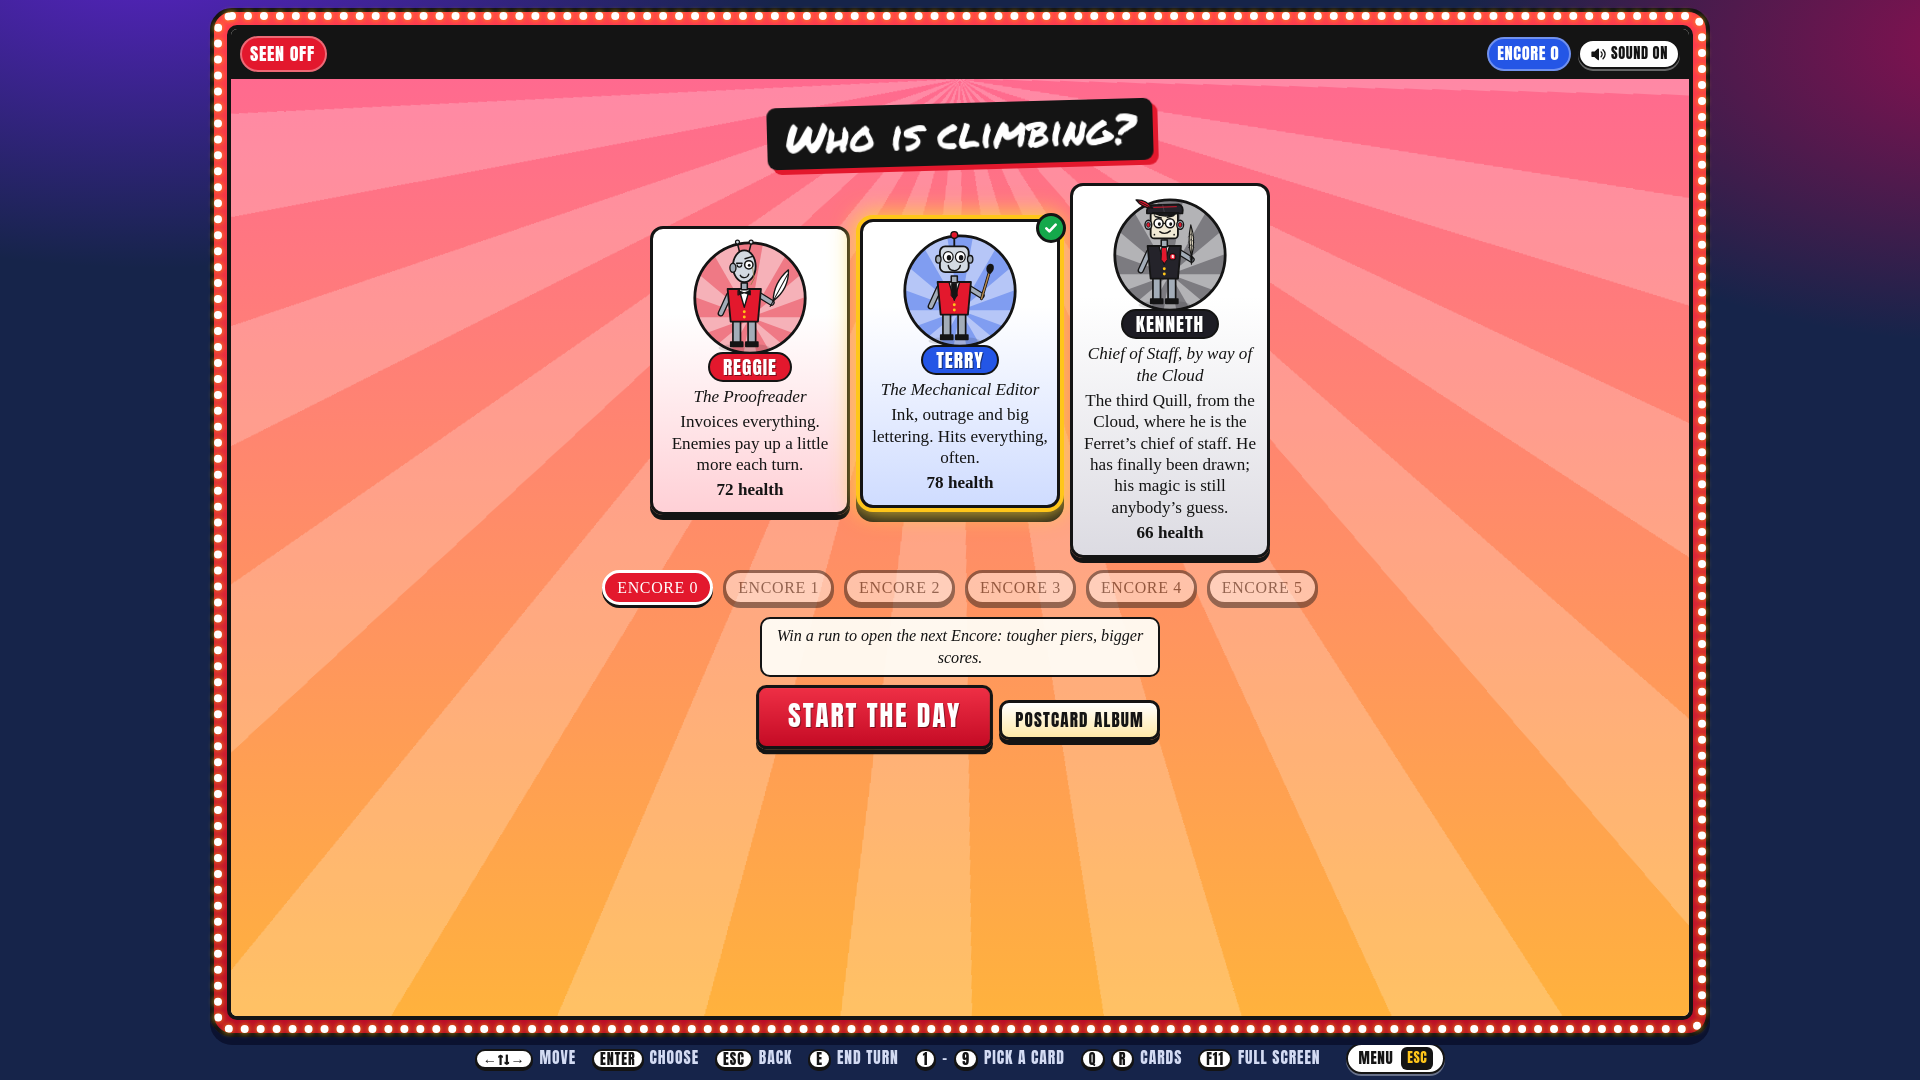 SEEN OFF
ENCORE 0
SOUND ON
WHO IS CLIMBING?
REGGIE
The Proofreader
Invoices everything.
Enemies pay up a little
more each turn.
72 health
TERRY
The Mechanical Editor
Ink, outrage and big
lettering. Hits everything,
often.
78 health
KENNETH
Chief of Staff, by way of
the Cloud
The third Quill, from the
Cloud, where he is the
Ferret’s chief of staff. He
has finally been drawn;
his magic is still
anybody’s guess.
66 health
ENCORE 0
ENCORE 1
ENCORE 2
ENCORE 3
ENCORE 4
ENCORE 5
Win a run to open the next Encore: tougher piers, bigger
scores.
START THE DAY
POSTCARD ALBUM
←↑↓→ MOVE ENTER CHOOSE ESC BACK E END TURN 1 - 9 PICK A CARD Q R CARDS F11 FULL SCREEN MENU ESC